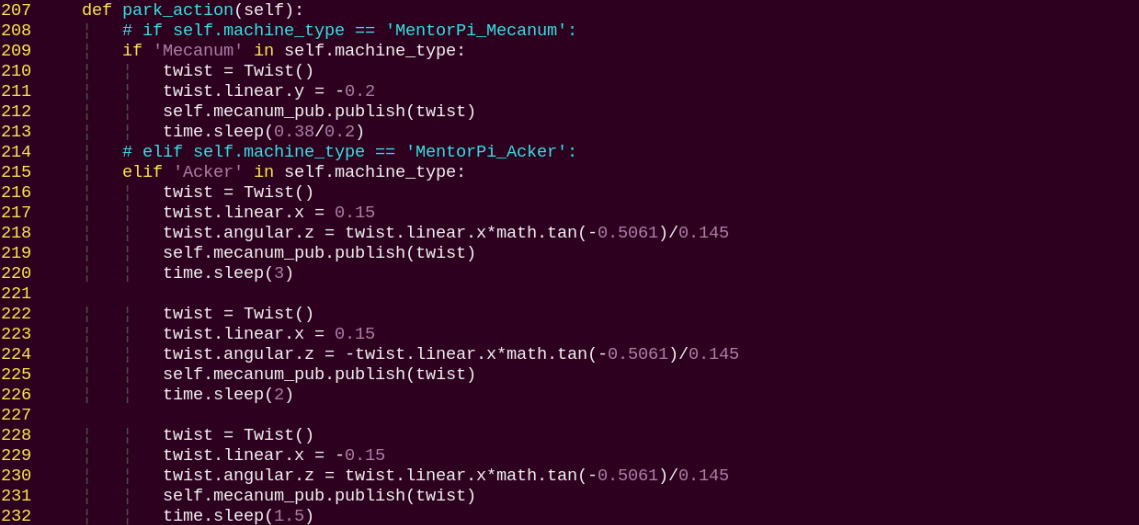 207     def park_action(self):
208         # if self.machine_type == 'MentorPi_Mecanum':
209         if 'Mecanum' in self.machine_type:
210             twist = Twist()
211             twist.linear.y = -0.2
212             self.mecanum_pub.publish(twist)
213             time.sleep(0.38/0.2)
214         # elif self.machine_type == 'MentorPi_Acker':
215         elif 'Acker' in self.machine_type:
216             twist = Twist()
217             twist.linear.x = 0.15
218             twist.angular.z = twist.linear.x*math.tan(-0.5061)/0.145
219             self.mecanum_pub.publish(twist)
220             time.sleep(3)
221
222             twist = Twist()
223             twist.linear.x = 0.15
224             twist.angular.z = -twist.linear.x*math.tan(-0.5061)/0.145
225             self.mecanum_pub.publish(twist)
226             time.sleep(2)
227
228             twist = Twist()
229             twist.linear.x = -0.15
230             twist.angular.z = twist.linear.x*math.tan(-0.5061)/0.145
231             self.mecanum_pub.publish(twist)
232             time.sleep(1.5)